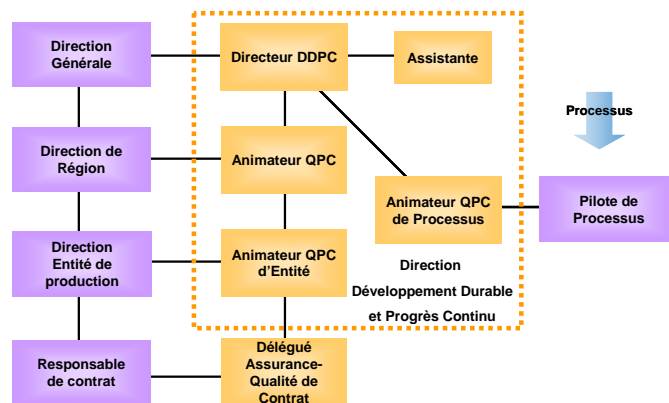 Direction
Générale
Directeur DDPC
Assistante
Processus
Direction de
Région
Animateur QPC
Animateur QPC
de Processus
Pilote de
Processus
Direction
Entité de
production
Animateur QPC
d'Entité
Direction
Développement Durable
et Progrès Continu
Responsable
de contrat
Délégué
Assurance-
Qualité de
Contrat